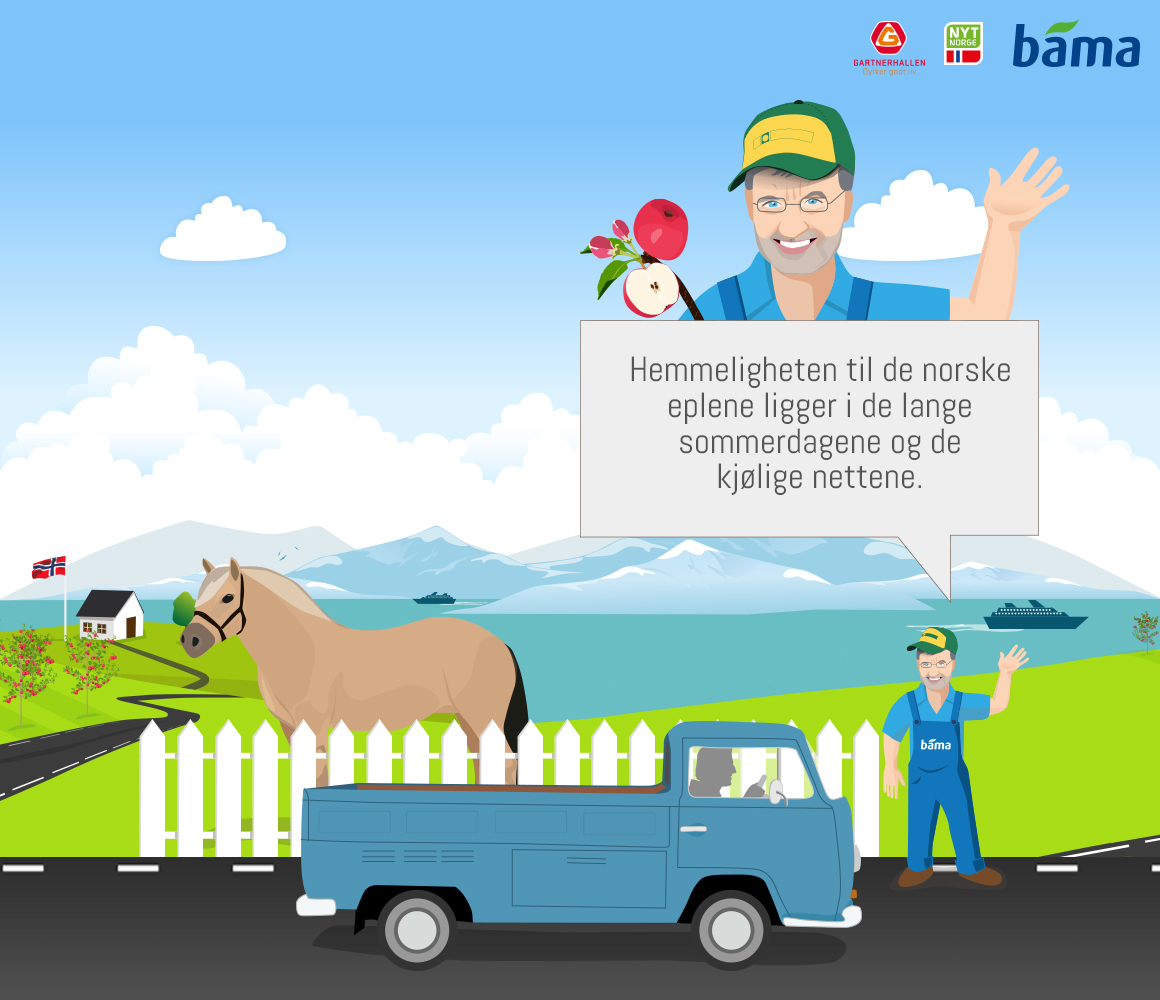 GARTNERHALLEN
Dyrker godt liv
NYT
NORGE
bama
Hemmeligheten til de norske
eplene ligger i de lange
sommerdagene og de
kjølige nettene.
bama